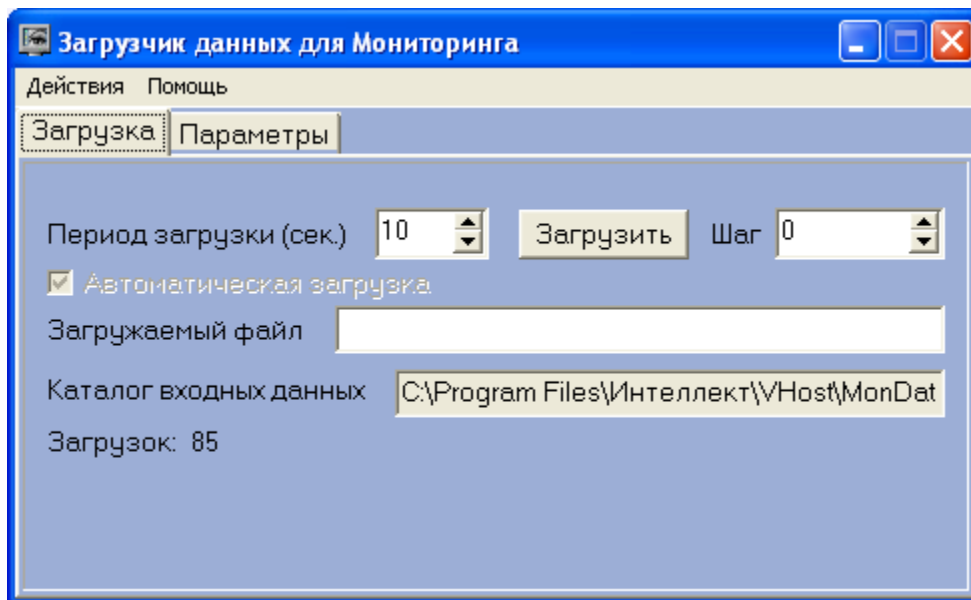 Загрузчик данных для Мониторинга
Действия Помощь
Загрузка Параметры
Период загрузки (сек.) 10 Загрузить Шаг 0
Автоматическая загрузка
Загружаемый файл
Каталог входных данных C:\Program Files\Интеллект\VHost\MonDat
Загрузок: 85